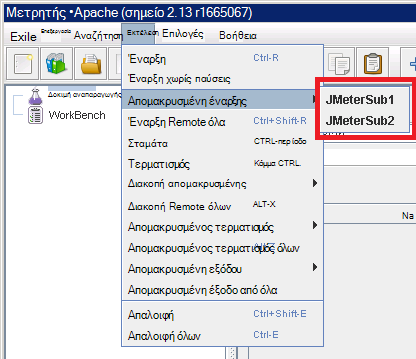 Μετρητής •Apache (σημείο 2.13 r1665067)
Exile Επεξεργασία Αναζήτηση Εκτέλεση Επιλογές Βοήθεια
Έναρξη Ctrl-R
Έναρξη χωρίς παύσεις
Δοκιμή αναπαραγωγής Απομακρυσμένη έναρξης JMeterSub1
WorkBench Έναρξη Remote όλα Ctrl+Shift-R JMeterSub2
Σταμάτα CTRL-περίοδο
Τερματισμός Κόμμα CTRL.
Διακοπή απομακρυσμένης
Διακοπή Remote όλων ALT-X
Απομακρυσμένος τερματισμός Na
Απομακρυσμένος τερματισμός όλων
Απομακρυσμένη εξόδου
Απομακρυσμένη έξοδο από όλα
Απαλοιφή Ctrl+Shift-E
Απαλοιφή όλων Ctrl-E